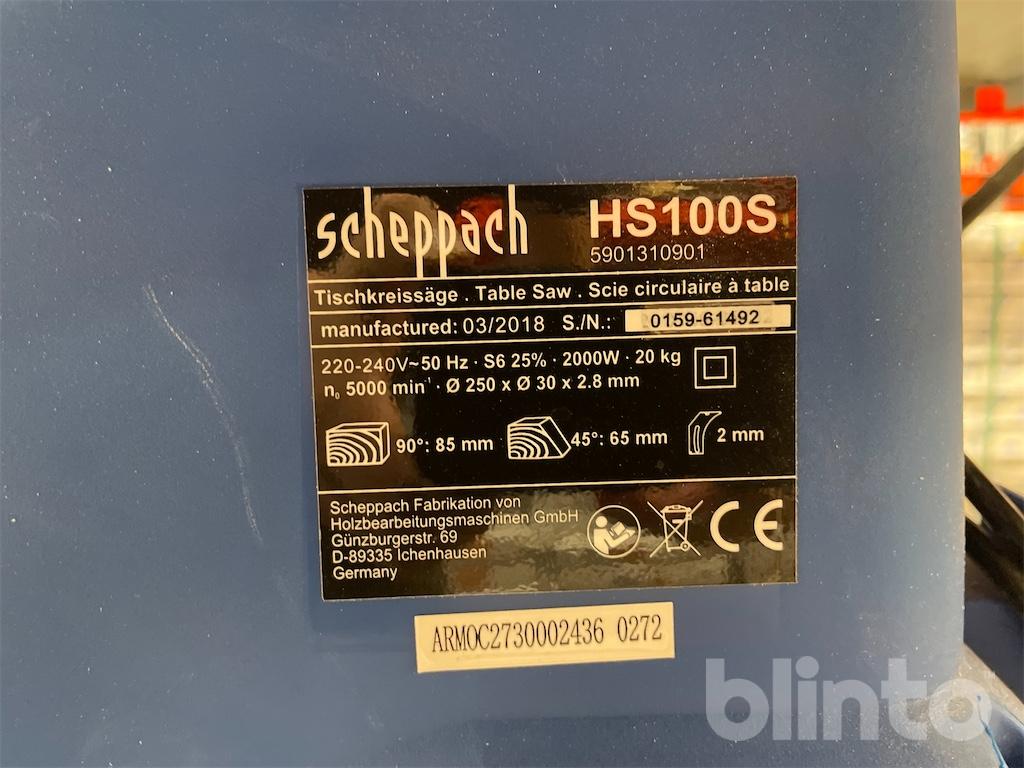 scheppach HS100S
5901310901
Tischkreissäge . Table Saw . Scie circulaire à table
manufactured: 03/2018 S./N.: 0159-61492
220-240V~50 Hz · S6 25% · 2000W · 20 kg
n₀ 5000 min⁻¹ · Ø 250 x Ø 30 x 2.8 mm
90°: 85 mm 45°: 65 mm 2 mm
Scheppach Fabrikation von
Holzbearbeitungsmaschinen GmbH
Günzburgerstr. 69
D-89335 Ichenhausen
Germany
CE
ARMOC2730002436 0272
blinto